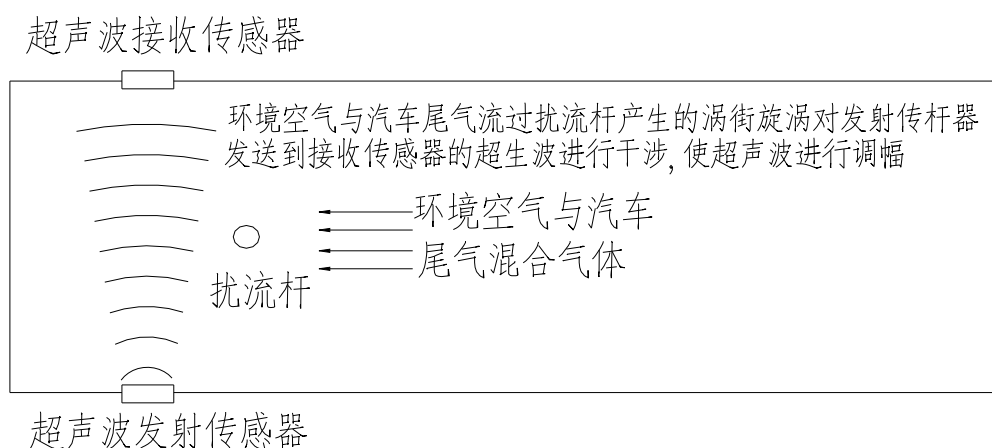 超声波接收传感器
环境空气与汽车尾气流过扰流杆产生的涡街旋涡对发射传杆器
发送到接收传感器的超生波进行干涉,使超声波进行调幅
环境空气与汽车
尾气混合气体
扰流杆
超声波发射传感器